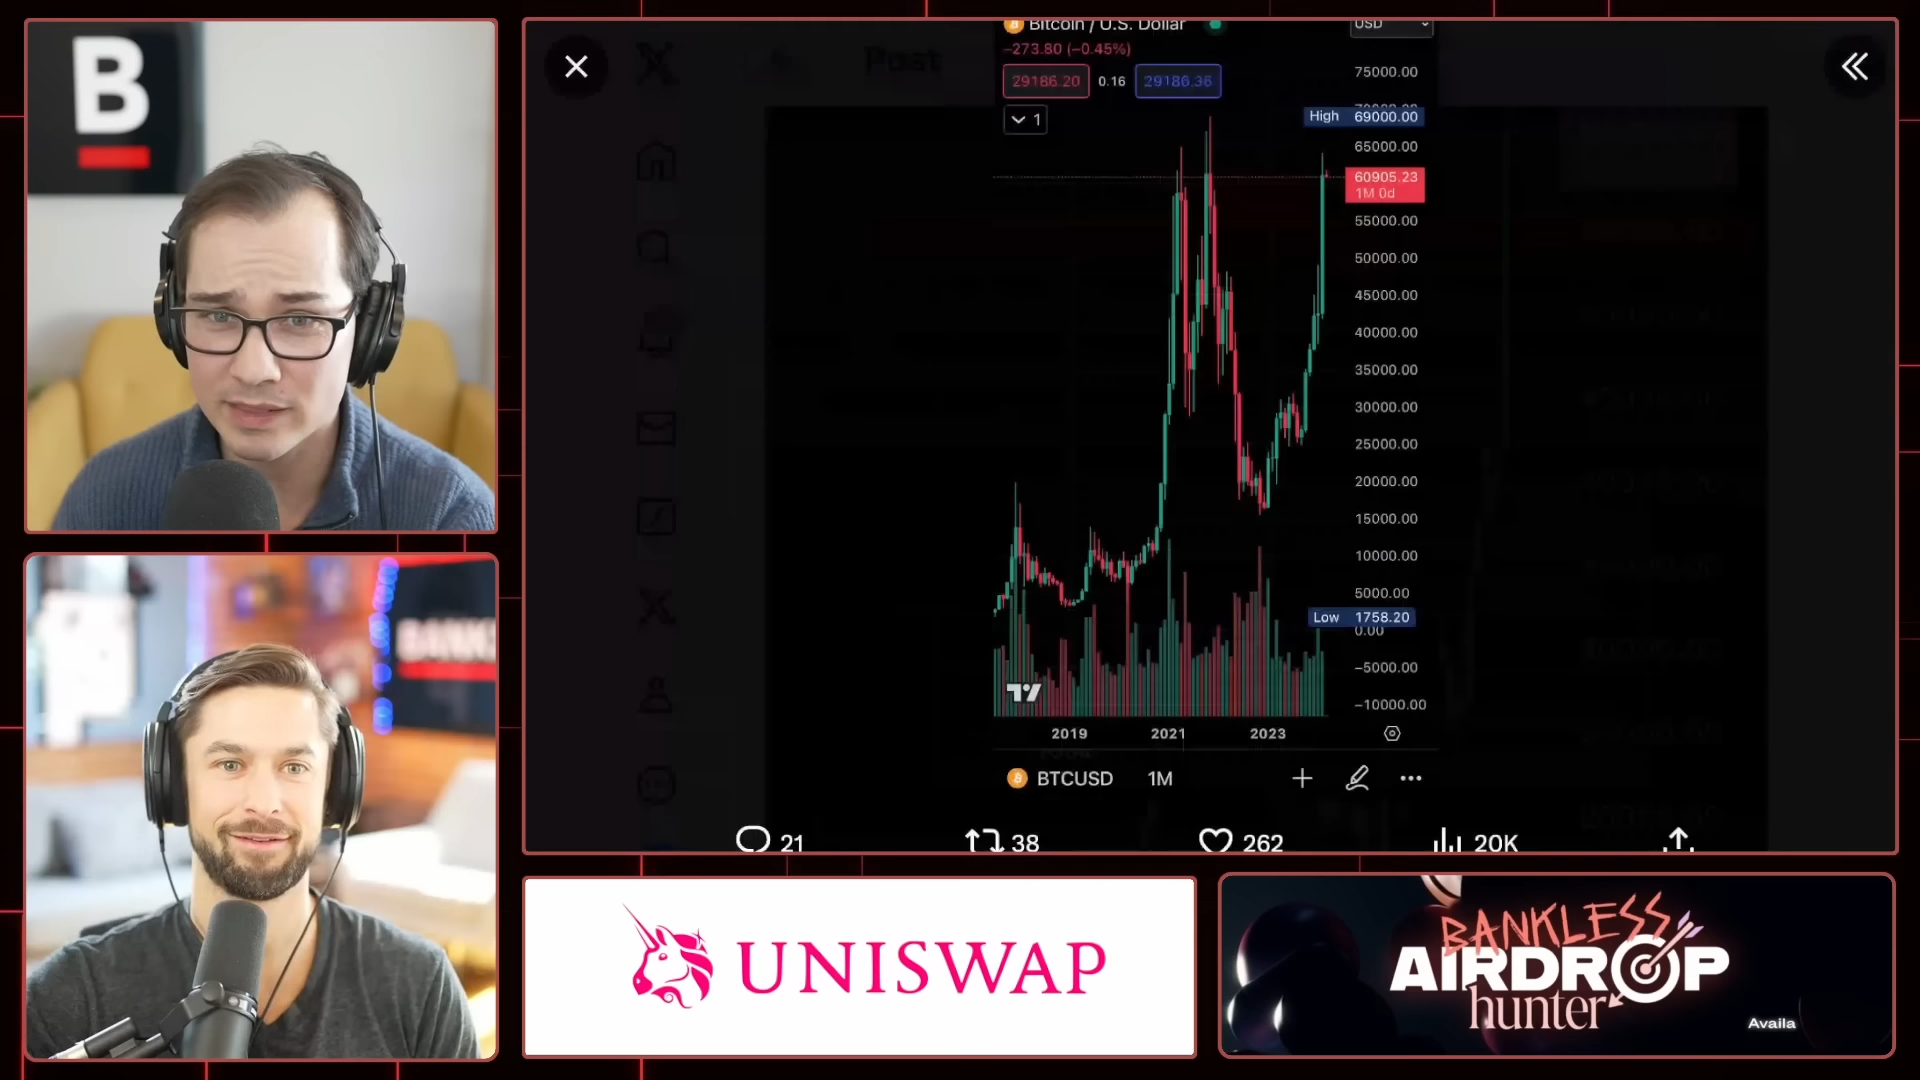 B
BANK
Post
Bitcoin / U.S. Dollar
USD
−273.80 (−0.45%)
29186.20 0.16 29186.36
1
75000.00
High 69000.00
65000.00
60905.23
1M 0d
55000.00
50000.00
45000.00
40000.00
35000.00
30000.00
25000.00
20000.00
15000.00
10000.00
5000.00
Low 1758.20
0.00
−5000.00
−10000.00
2019 2021 2023
BTCUSD 1M
21 38 262 20K
UNISWAP
BANKLESS
AIRDROP
hunter
Availa